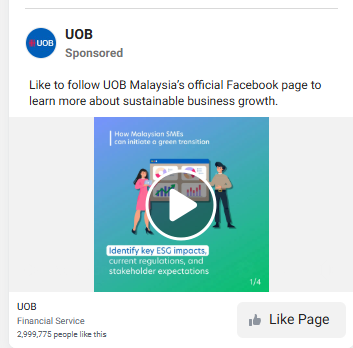 UOB
UOB
Sponsored
Like to follow UOB Malaysia's official Facebook page to
learn more about sustainable business growth.
How Malaysian SMEs
can initiate a green transition
Identify key ESG impacts,
current regulations, and
stakeholder expectations
1/4
UOB
Financial Service
2,999,775 people like this
Like Page